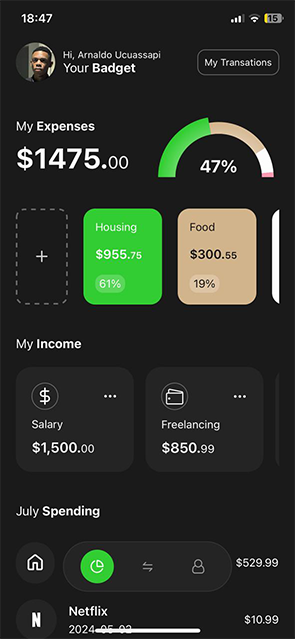 18:47
15
Hi, Arnaldo Ucuassapi
Your Badget
My Transations
My Expenses
$1475.00
47%
+
Housing
$955.75
61%
Food
$300.55
19%
My Income
$
Salary
$1,500.00
Freelancing
$850.99
July Spending
$529.99
N
Netflix
2024-05-03
$10.99